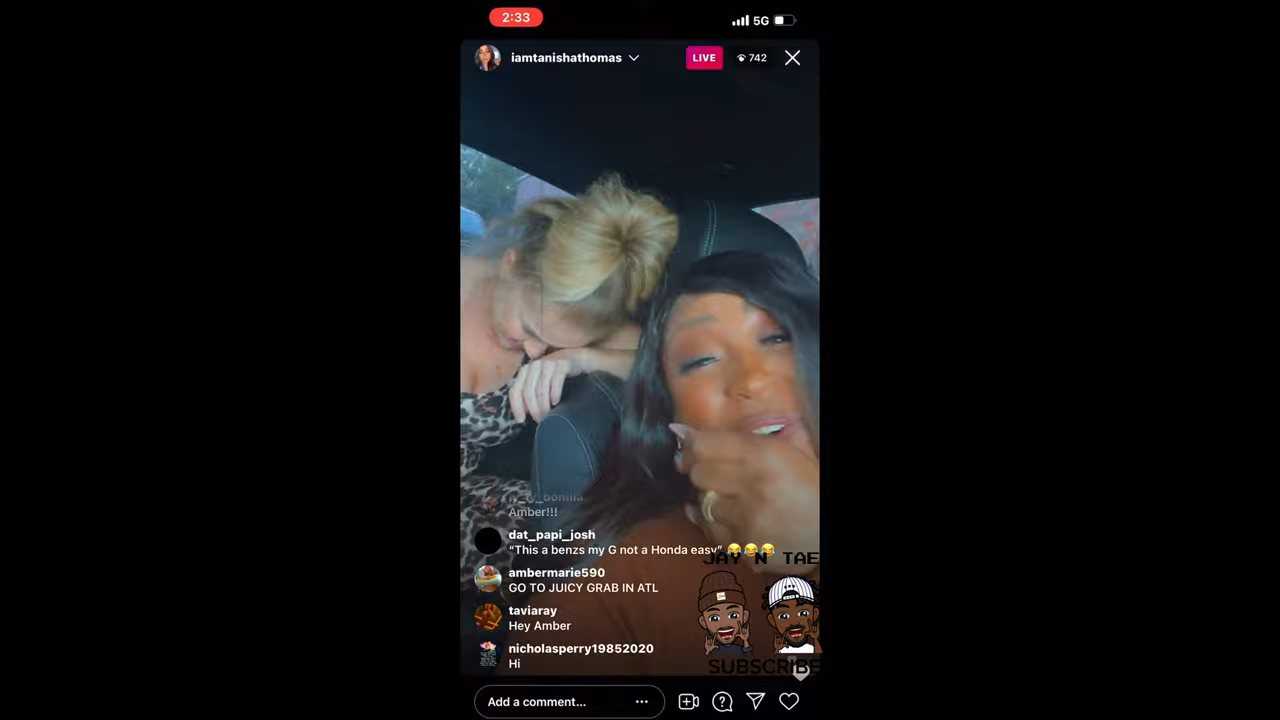 2:33
5G
iamtanishathomas
LIVE
742
Amber!!!
dat_papi_josh
“This a benzs my G not a Honda easy” 😂😂😂
ambermarie590
GO TO JUICY GRAB IN ATL
taviaray
Hey Amber
nicholasperry19852020
Hi
JAY N TAE
SUBSCRIBE
Add a comment...